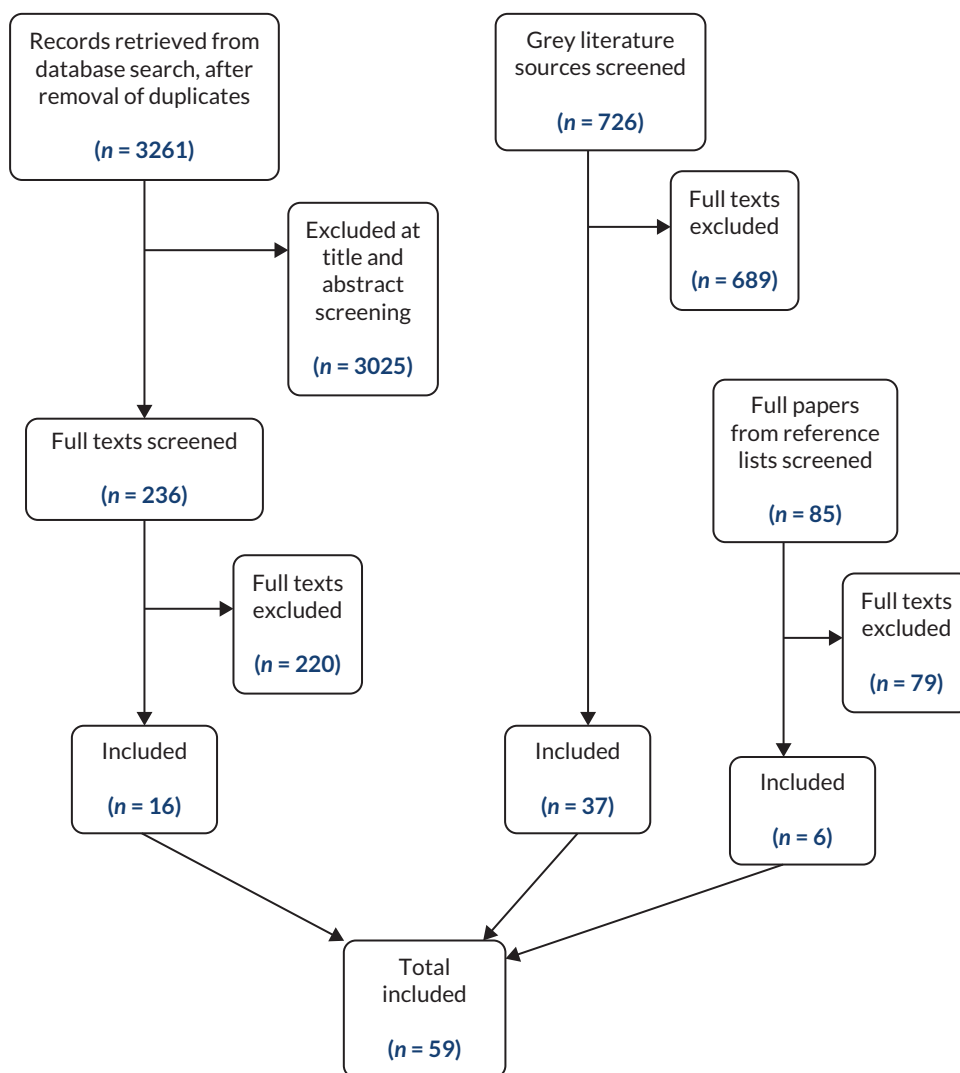 Records retrieved from
database search, after
removal of duplicates
(n = 3261)
Grey literature
sources screened
(n = 726)
Full texts
excluded
(n = 689)
Excluded at
title and
abstract
screening
(n = 3025)
Full texts screened
(n = 236)
Full papers
from reference
lists screened
(n = 85)
Full texts
excluded
(n = 220)
Full texts
excluded
(n = 79)
Included
(n = 16)
Included
(n = 37)
Included
(n = 6)
Total
included
(n = 59)